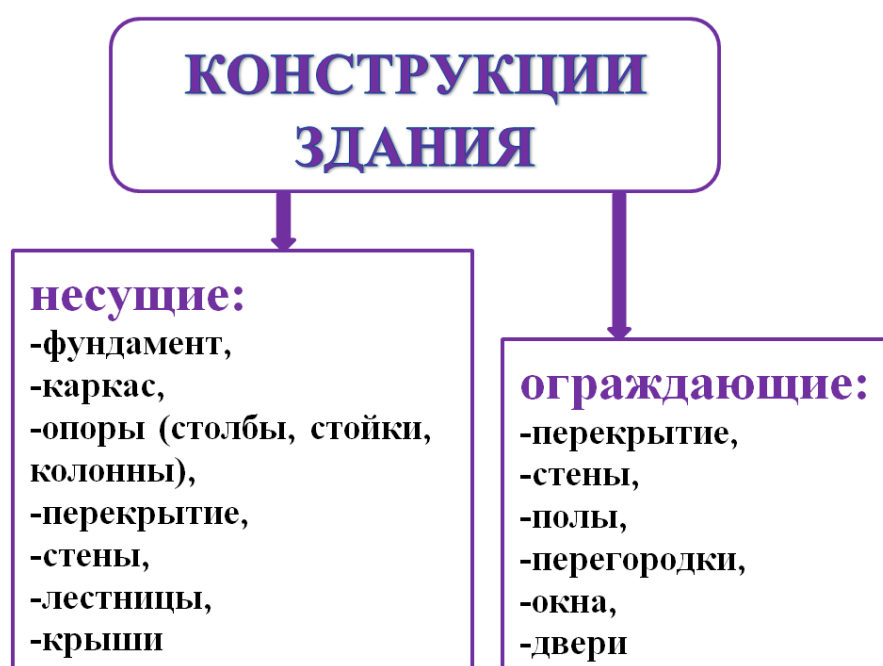 КОНСТРУКЦИИ
ЗДАНИЯ
несущие:
-фундамент,
-каркас,
-опоры (столбы, стойки,
колонны),
-перекрытие,
-стены,
-лестницы,
-крыши
ограждающие:
-перекрытие,
-стены,
-полы,
-перегородки,
-окна,
-двери